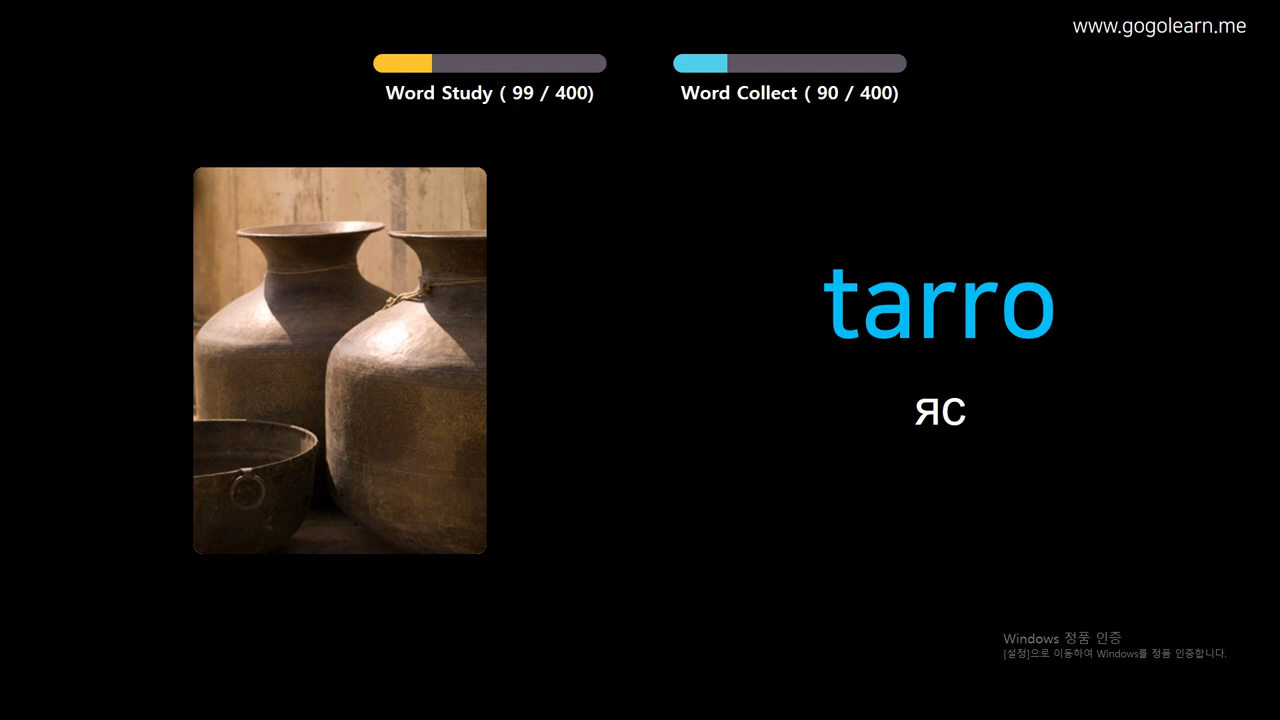 www.gogolearn.me
Word Study ( 99 / 400)
Word Collect ( 90 / 400)
tarro
яс
Windows 정품 인증
[설정]으로 이동하여 Windows를 정품 인증합니다.